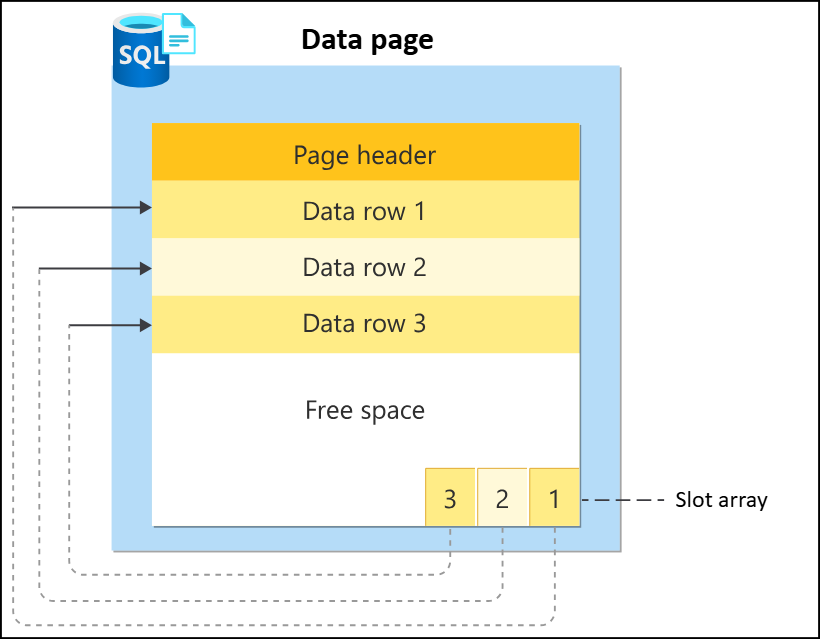 SQL
Data page
Page header
Data row 1
Data row 2
Data row 3
Free space
3 2 1
Slot array